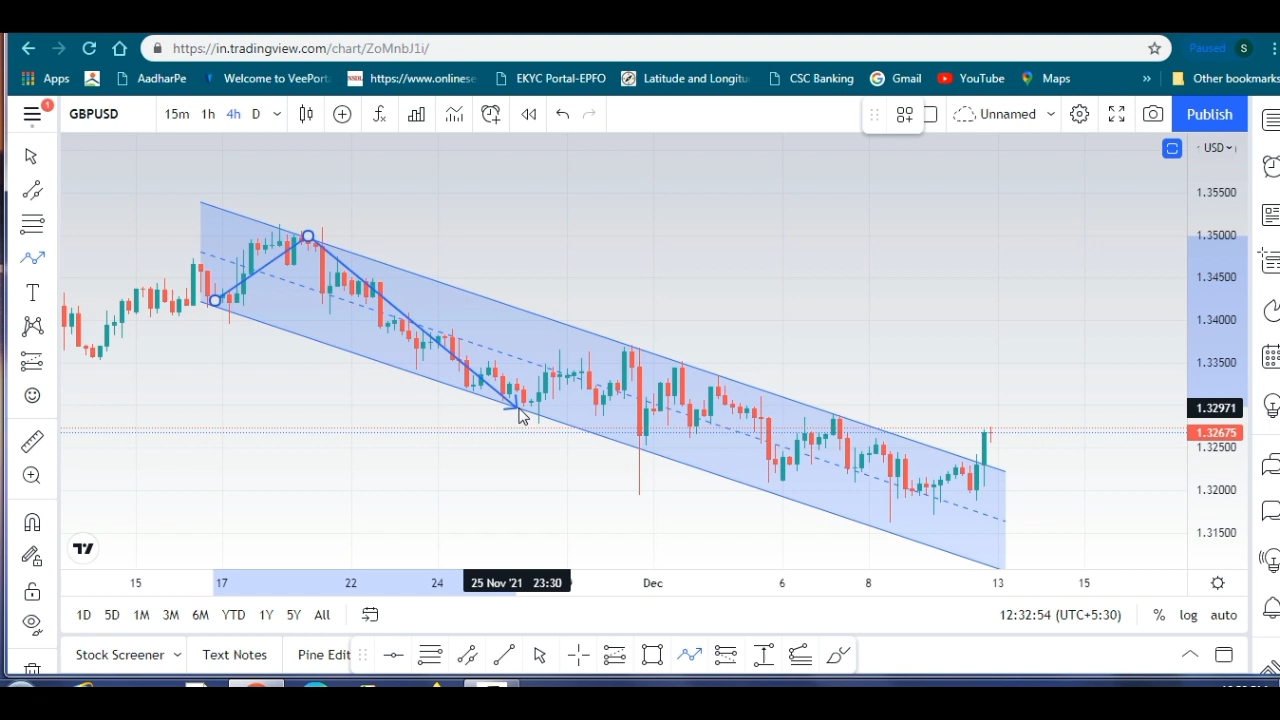 https://in.tradingview.com/chart/ZoMnbJ1i/
Paused
S
Apps
AadharPe
Welcome to VeePort
NSDL
https://www.onlinese
EKYC Portal-EPFO
Latitude and Longitu
CSC Banking
Gmail
YouTube
Maps
»
Other bookmarks
1
GBPUSD
15m
1h
4h
D
Unnamed
Publish
USD
1.35500
1.35000
1.34500
1.34000
1.33500
1.32971
1.32675
1.32500
1.32000
1.31500
15
17
22
24
25 Nov '21 23:30
Dec
6
8
13
15
1D
5D
1M
3M
6M
YTD
1Y
5Y
All
12:32:54 (UTC+5:30)
%
log
auto
Stock Screener
Text Notes
Pine Edit